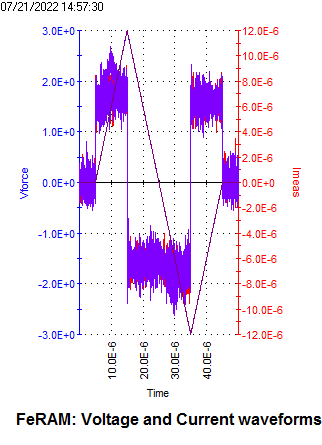 07/21/2022 14:57:30
3.0E+0
2.0E+0
1.0E+0
0.0E+0
-1.0E+0
-2.0E+0
-3.0E+0
Vforce
12.0E-6
10.0E-6
8.0E-6
6.0E-6
4.0E-6
2.0E-6
0.0E+0
-2.0E-6
-4.0E-6
-6.0E-6
-8.0E-6
-10.0E-6
-12.0E-6
Imeas
10.0E-6
20.0E-6
30.0E-6
40.0E-6
Time
FeRAM: Voltage and Current waveforms